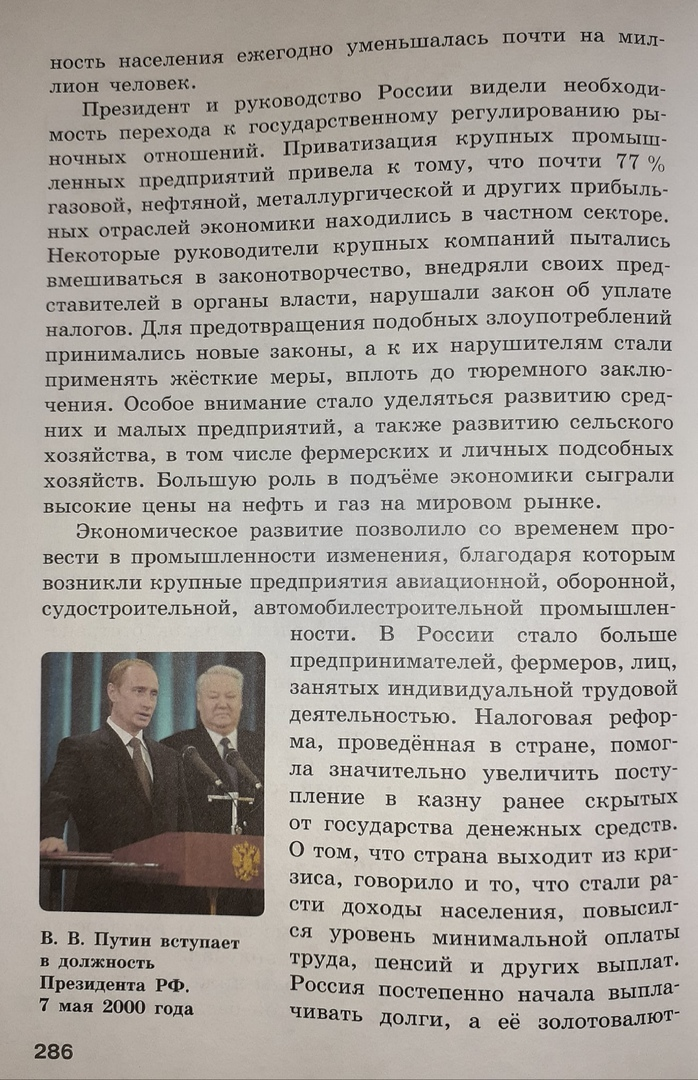 ность населения ежегодно уменьшалась почти на мил-
лион человек.
Президент и руководство России видели необходи-
мость перехода к государственному регулированию ры-
ночных отношений. Приватизация крупных промыш-
ленных предприятий привела к тому, что почти 77 %
газовой, нефтяной, металлургической и других прибыль-
ных отраслей экономики находились в частном секторе.
Некоторые руководители крупных компаний пытались
вмешиваться в законотворчество, внедряли своих пред-
ставителей в органы власти, нарушали закон об уплате
налогов. Для предотвращения подобных злоупотреблений
принимались новые законы, а к их нарушителям стали
применять жёсткие меры, вплоть до тюремного заклю-
чения. Особое внимание стало уделяться развитию сред-
них и малых предприятий, а также развитию сельского
хозяйства, в том числе фермерских и личных подсобных
хозяйств. Большую роль в подъёме экономики сыграли
высокие цены на нефть и газ на мировом рынке.
Экономическое развитие позволило со временем про-
вести в промышленности изменения, благодаря которым
возникли крупные предприятия авиационной, оборонной,
судостроительной, автомобилестроительной промышлен-
ности. В России стало больше
предпринимателей, фермеров, лиц,
занятых индивидуальной трудовой
деятельностью. Налоговая рефор-
ма, проведённая в стране, помог-
ла значительно увеличить посту-
пление в казну ранее скрытых
от государства денежных средств.
О том, что страна выходит из кри-
зиса, говорило и то, что стали ра-
сти доходы населения, повысил-
ся уровень минимальной оплаты
труда, пенсий и других выплат.
Россия постепенно начала выпла-
чивать долги, а её золотовалют-
В. В. Путин вступает
в должность
Президента РФ.
7 мая 2000 года
286